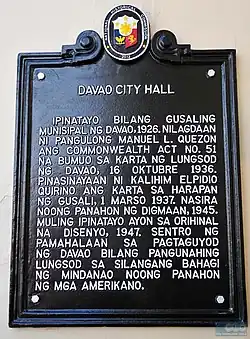 DAVAO CITY HALL
IPINATAYO BILANG GUSALING
MUNISIPAL NG DAVAO, 1926. NILAGDAAN
NI PANGULONG MANUEL L. QUEZON
ANG COMMONWEALTH ACT NO. 51
NA BUMUO SA KARTA NG LUNGSOD
NG DAVAO, 16 OKTUBRE 1936.
PINASINAYAAN NI KALIHIM ELPIDIO
QUIRINO ANG KARTA SA HARAPAN
NG GUSALI, 1 MARSO 1937. NASIRA
NOONG PANAHON NG DIGMAAN, 1945.
MULING IPINATAYO AYON SA ORIHINAL
NA DISENYO, 1947. SENTRO NG
PAMAHALAAN SA PAGTAGUYOD
NG DAVAO BILANG PANGUNAHING
LUNGSOD SA SILANGANG BAHAGI
NG MINDANAO NOONG PANAHON
NG MGA AMERIKANO.